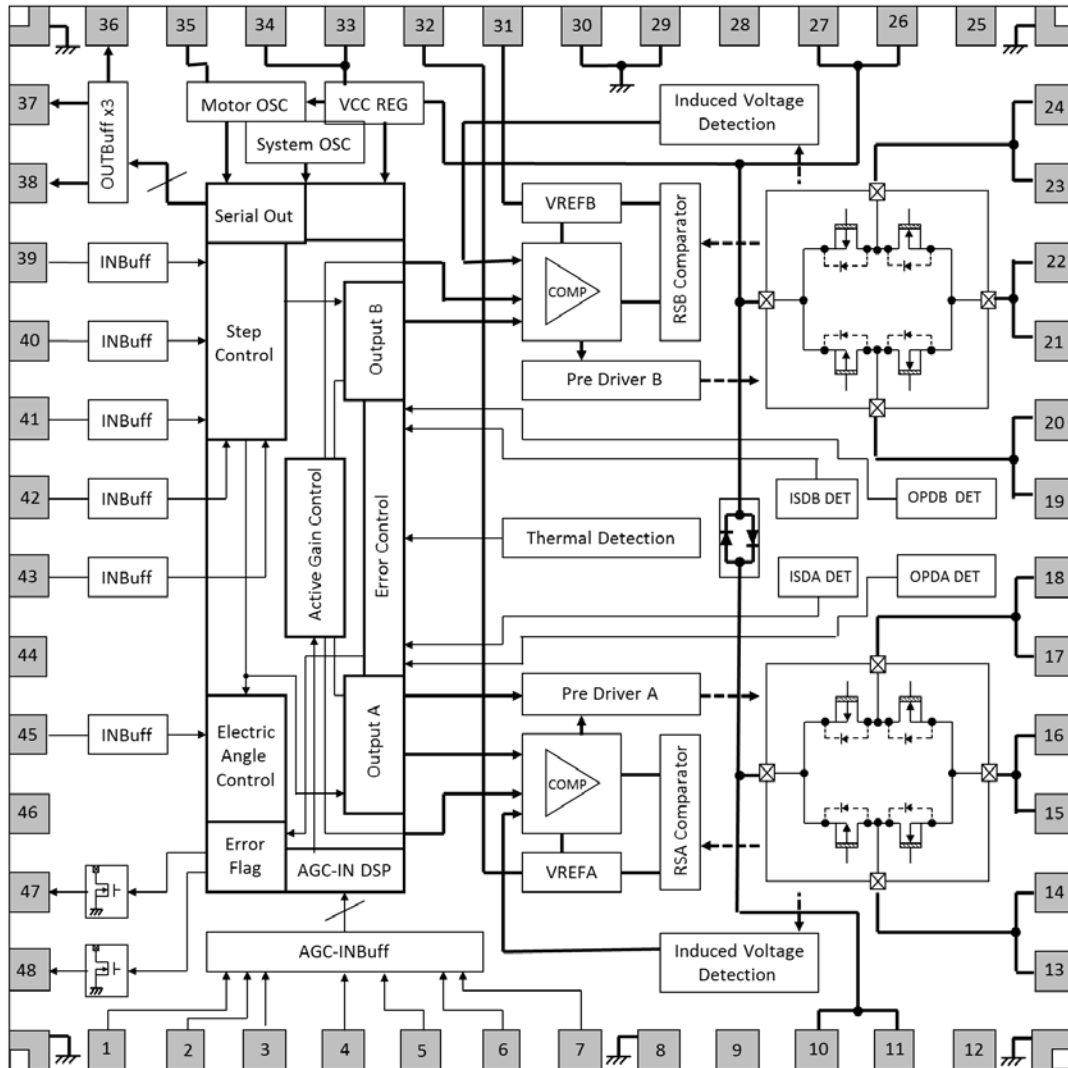 36
35
34
33
32
31
30
29
28
27
26
25
37
38
OUTBuff x3
Motor OSC
VCC REG
System OSC
Induced Voltage
Detection
24
23
Serial Out
VREFB
RSB Comparator
39
INBuff
COMP
22
40
INBuff
Step
Control
Output B
21
Pre Driver B
41
INBuff
20
42
INBuff
Active Gain Control
Error Control
ISDB DET
OPDB DET
19
Thermal Detection
43
INBuff
ISDA DET
OPDA DET
18
44
17
Pre Driver A
45
INBuff
Electric
Angle
Control
Output A
COMP
RSA Comparator
16
46
15
Error
Flag
AGC-IN DSP
VREFA
47
14
48
AGC-INBuff
Induced Voltage
Detection
13
1
2
3
4
5
6
7
8
9
10
11
12